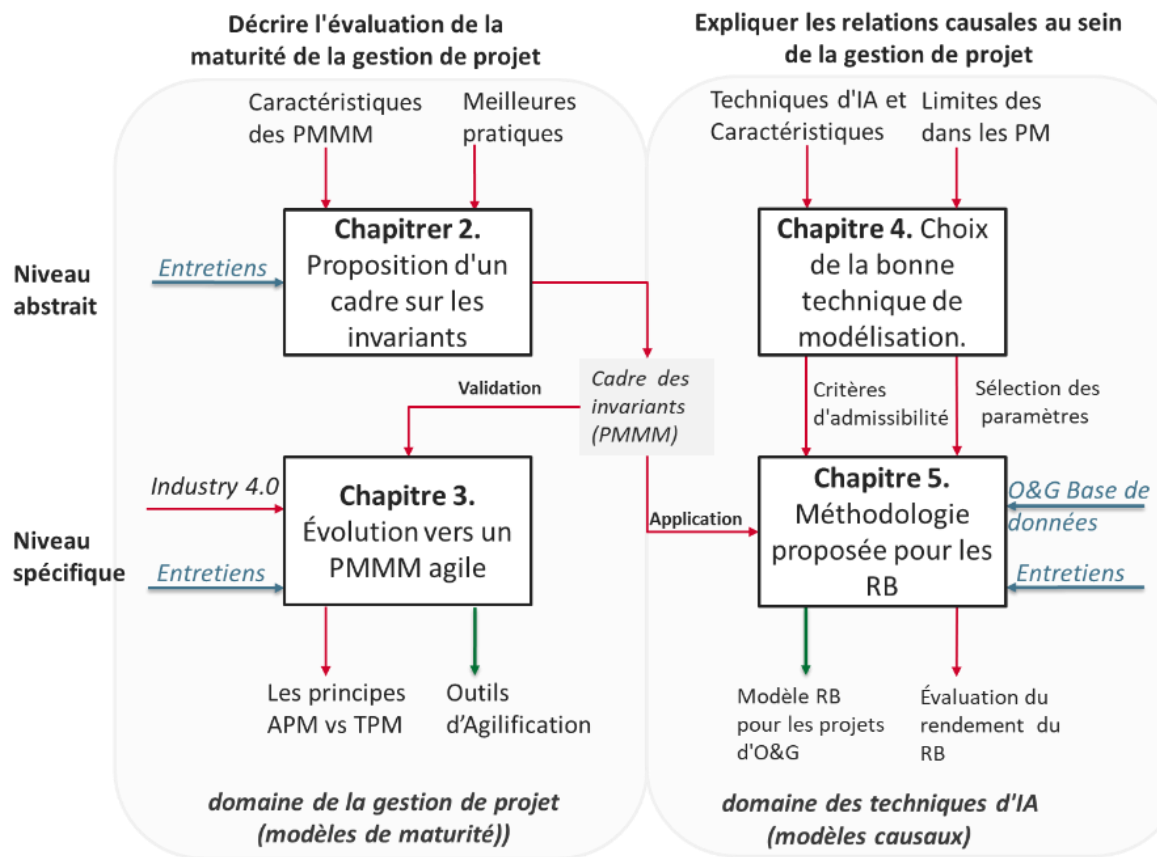 Décrire l'évaluation de la
maturité de la gestion de projet
Expliquer les relations causales au sein
de la gestion de projet
Caractéristiques
des PMMM
Meilleures
pratiques
Techniques d'IA et
Caractéristiques
Limites des
dans les PM
Niveau
abstrait
Entretiens
Chapitrer 2.
Proposition d'un
cadre sur les
invariants
Chapitre 4. Choix
de la bonne
technique de
modélisation.
Validation
Cadre des
invariants
(PMMM)
Critères
d'admissibilité
Sélection des
paramètres
Niveau
spécifique
Industry 4.0
Entretiens
Chapitre 3.
Évolution vers un
PMMM agile
Application
Chapitre 5.
Méthodologie
proposée pour les
RB
O&G Base de
données
Entretiens
Les principes
APM vs TPM
Outils
d’Agilification
Modèle RB
pour les projets
d'O&G
Évaluation du
rendement du
RB
domaine de la gestion de projet
(modèles de maturité))
domaine des techniques d'IA
(modèles causaux)